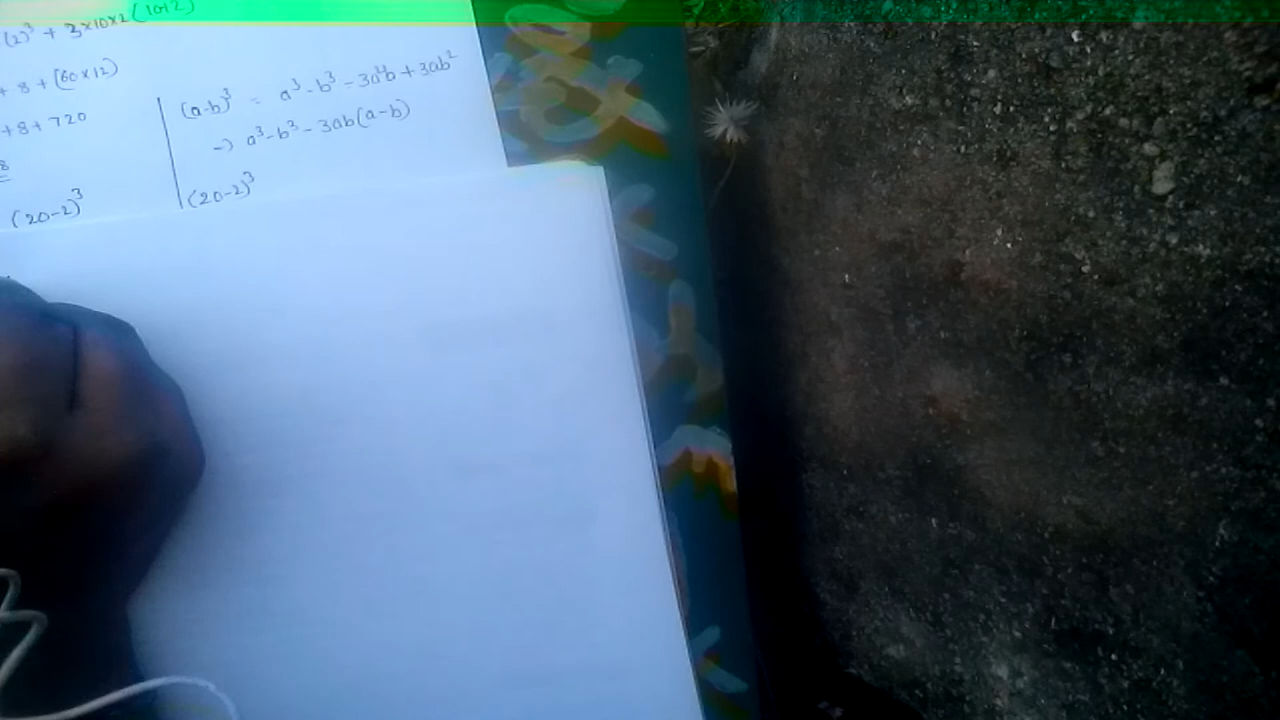 (2)³ + 3×10×2(10+2)
+ 8 + (60×12)
+8+720
8
(20-2)³
(a-b)³ = a³-b³-3a²b+3ab²
→ a³-b³-3ab(a-b)
(20-2)³